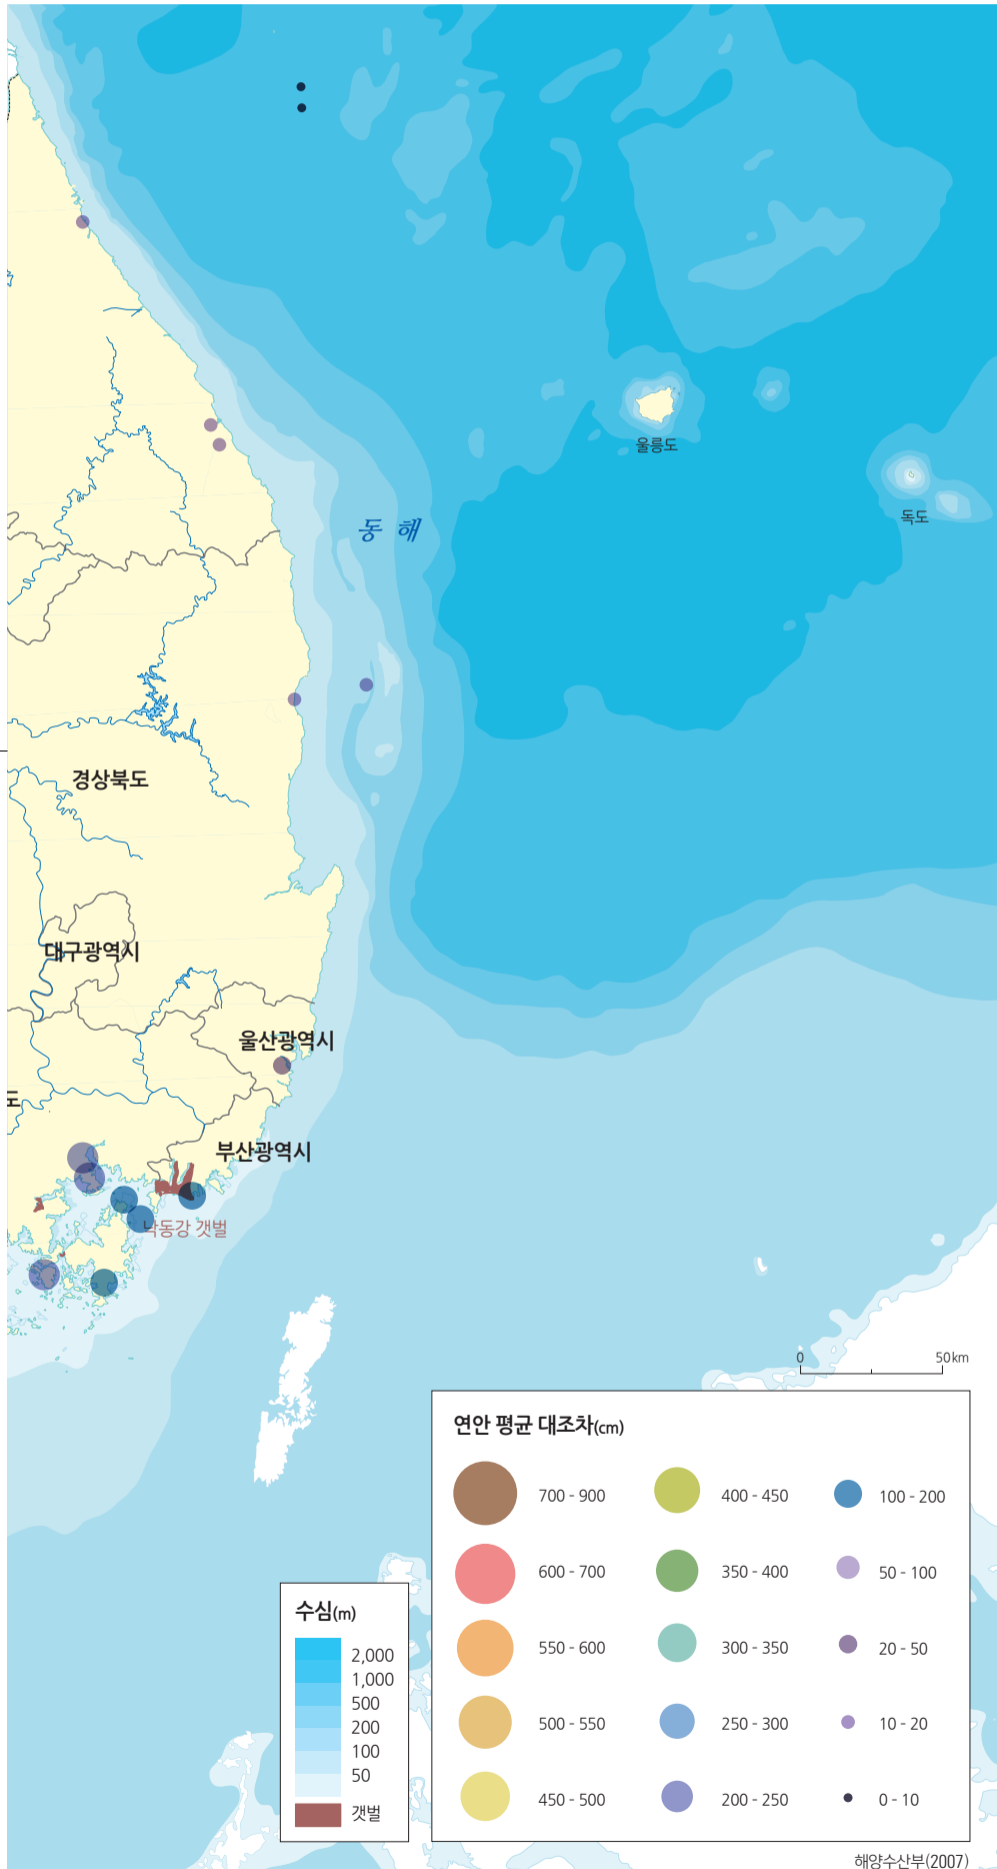 울릉도
독도
동 해
경상북도
대구광역시
울산광역시
도
부산광역시
낙동강 갯벌
0 50km
연안 평균 대조차(cm)
700 - 900
600 - 700
550 - 600
500 - 550
450 - 500
400 - 450
350 - 400
300 - 350
250 - 300
200 - 250
100 - 200
50 - 100
20 - 50
10 - 20
0 - 10
수심(m)
2,000
1,000
500
200
100
50
갯벌
해양수산부(2007)